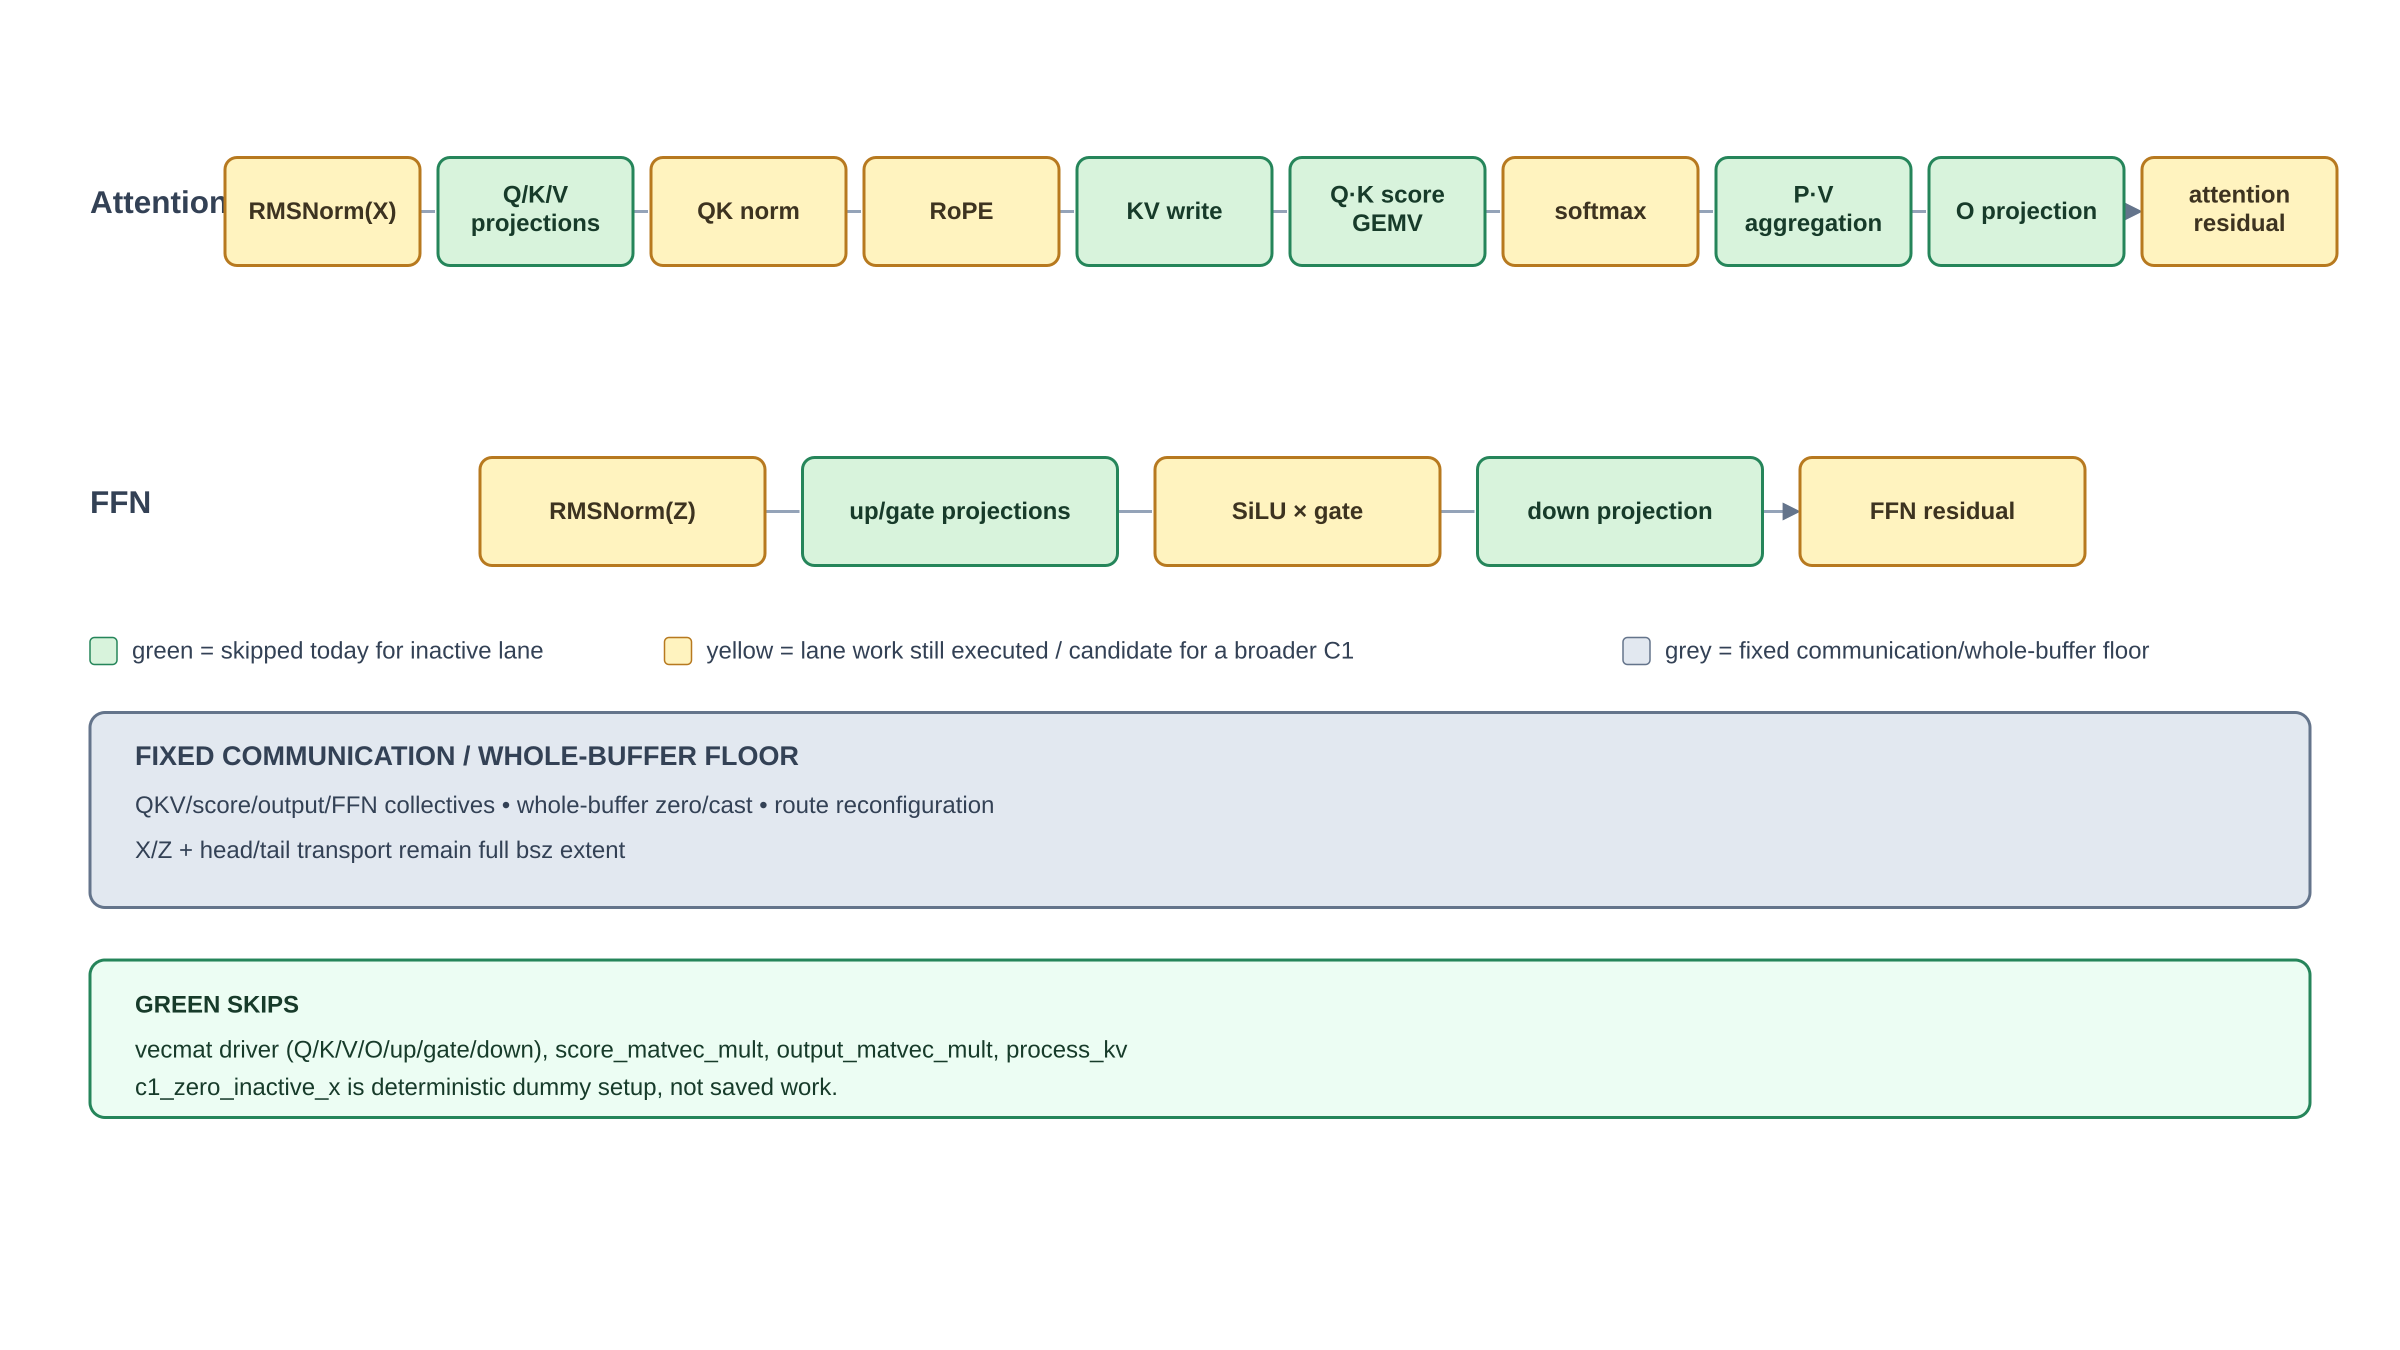 Attention
RMSNorm(X)
Q/K/V
projections
QK norm
RoPE
KV write
Q·K score
GEMV
softmax
P·V
aggregation
O projection
attention
residual
FFN
RMSNorm(Z)
up/gate projections
SiLU × gate
down projection
FFN residual
green = skipped today for inactive lane
yellow = lane work still executed / candidate for a broader C1
grey = fixed communication/whole-buffer floor
FIXED COMMUNICATION / WHOLE-BUFFER FLOOR
QKV/score/output/FFN collectives • whole-buffer zero/cast • route reconfiguration
X/Z + head/tail transport remain full bsz extent
GREEN SKIPS
vecmat driver (Q/K/V/O/up/gate/down), score_matvec_mult, output_matvec_mult, process_kv
c1_zero_inactive_x is deterministic dummy setup, not saved work.